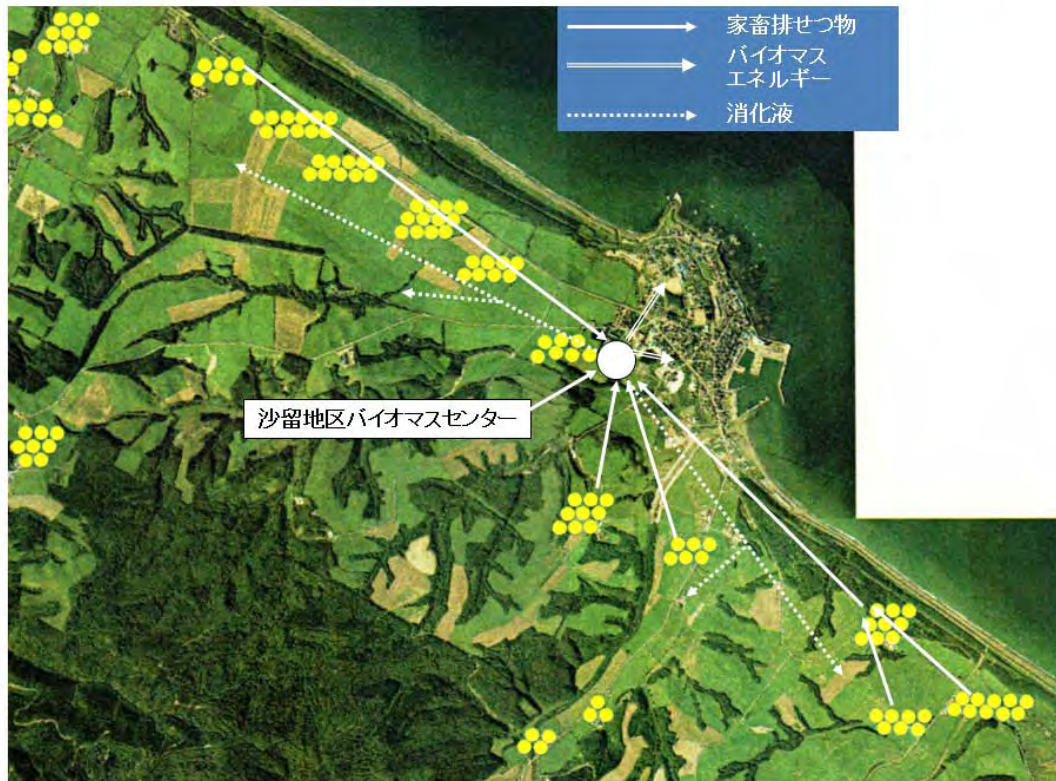 家畜排せつ物
バイオマス
エネルギー
消化液
沙留地区バイオマスセンター